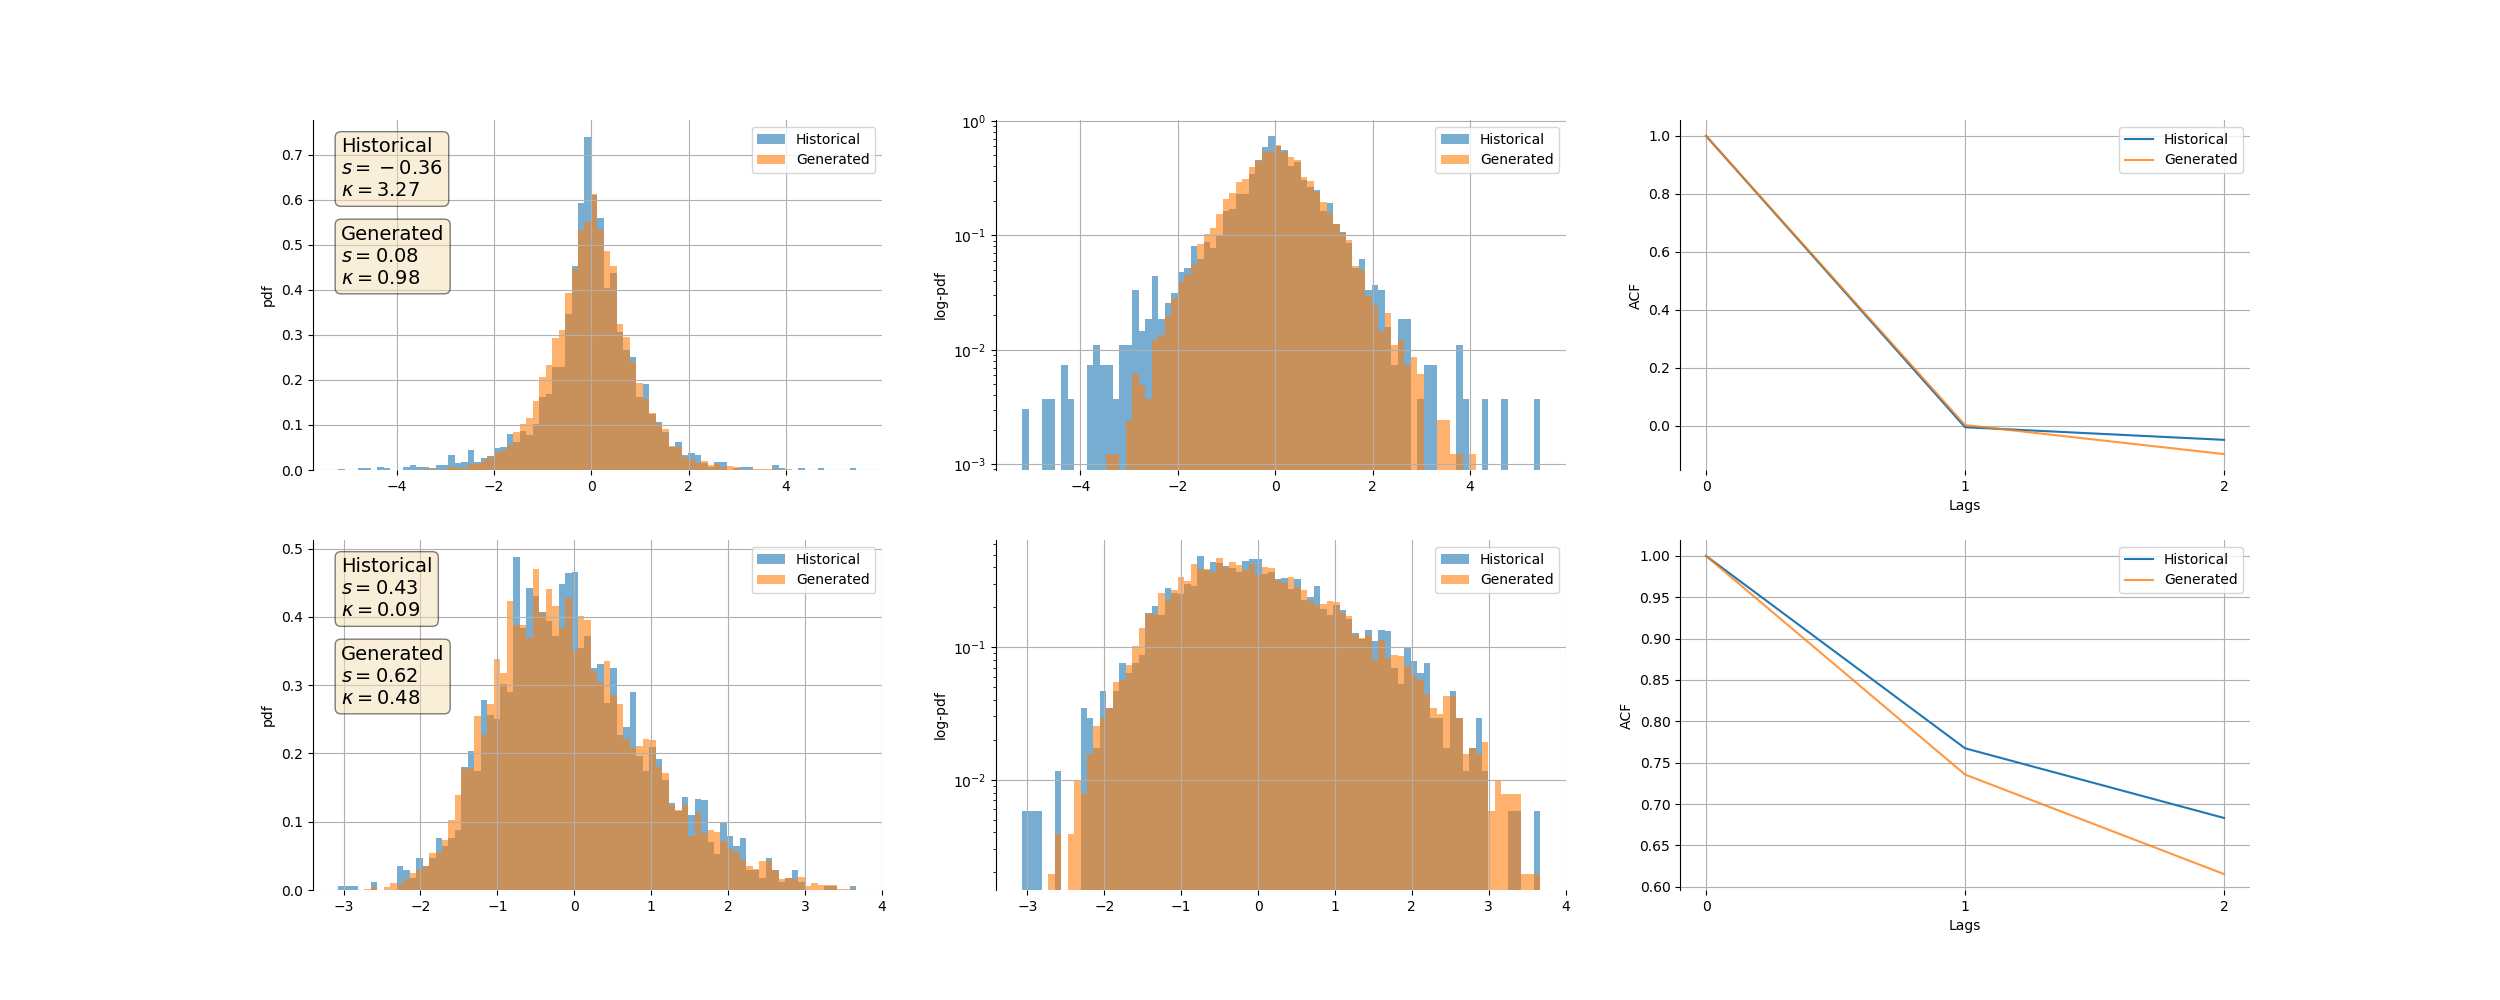 Historical
s = −0.36
κ = 3.27
Generated
s = 0.08
κ = 0.98
Historical
Generated
pdf
0.7
0.6
0.5
0.4
0.3
0.2
0.1
0.0
−4 −2 0 2 4
Historical
Generated
log-pdf
10⁰
10⁻¹
10⁻²
10⁻³
−4 −2 0 2 4
Historical
Generated
ACF
1.0
0.8
0.6
0.4
0.2
0.0
0 1 2
Lags
Historical
s = 0.43
κ = 0.09
Generated
s = 0.62
κ = 0.48
Historical
Generated
pdf
0.5
0.4
0.3
0.2
0.1
0.0
−3 −2 −1 0 1 2 3 4
Historical
Generated
log-pdf
10⁻¹
10⁻²
−3 −2 −1 0 1 2 3 4
Historical
Generated
ACF
1.00
0.95
0.90
0.85
0.80
0.75
0.70
0.65
0.60
0 1 2
Lags